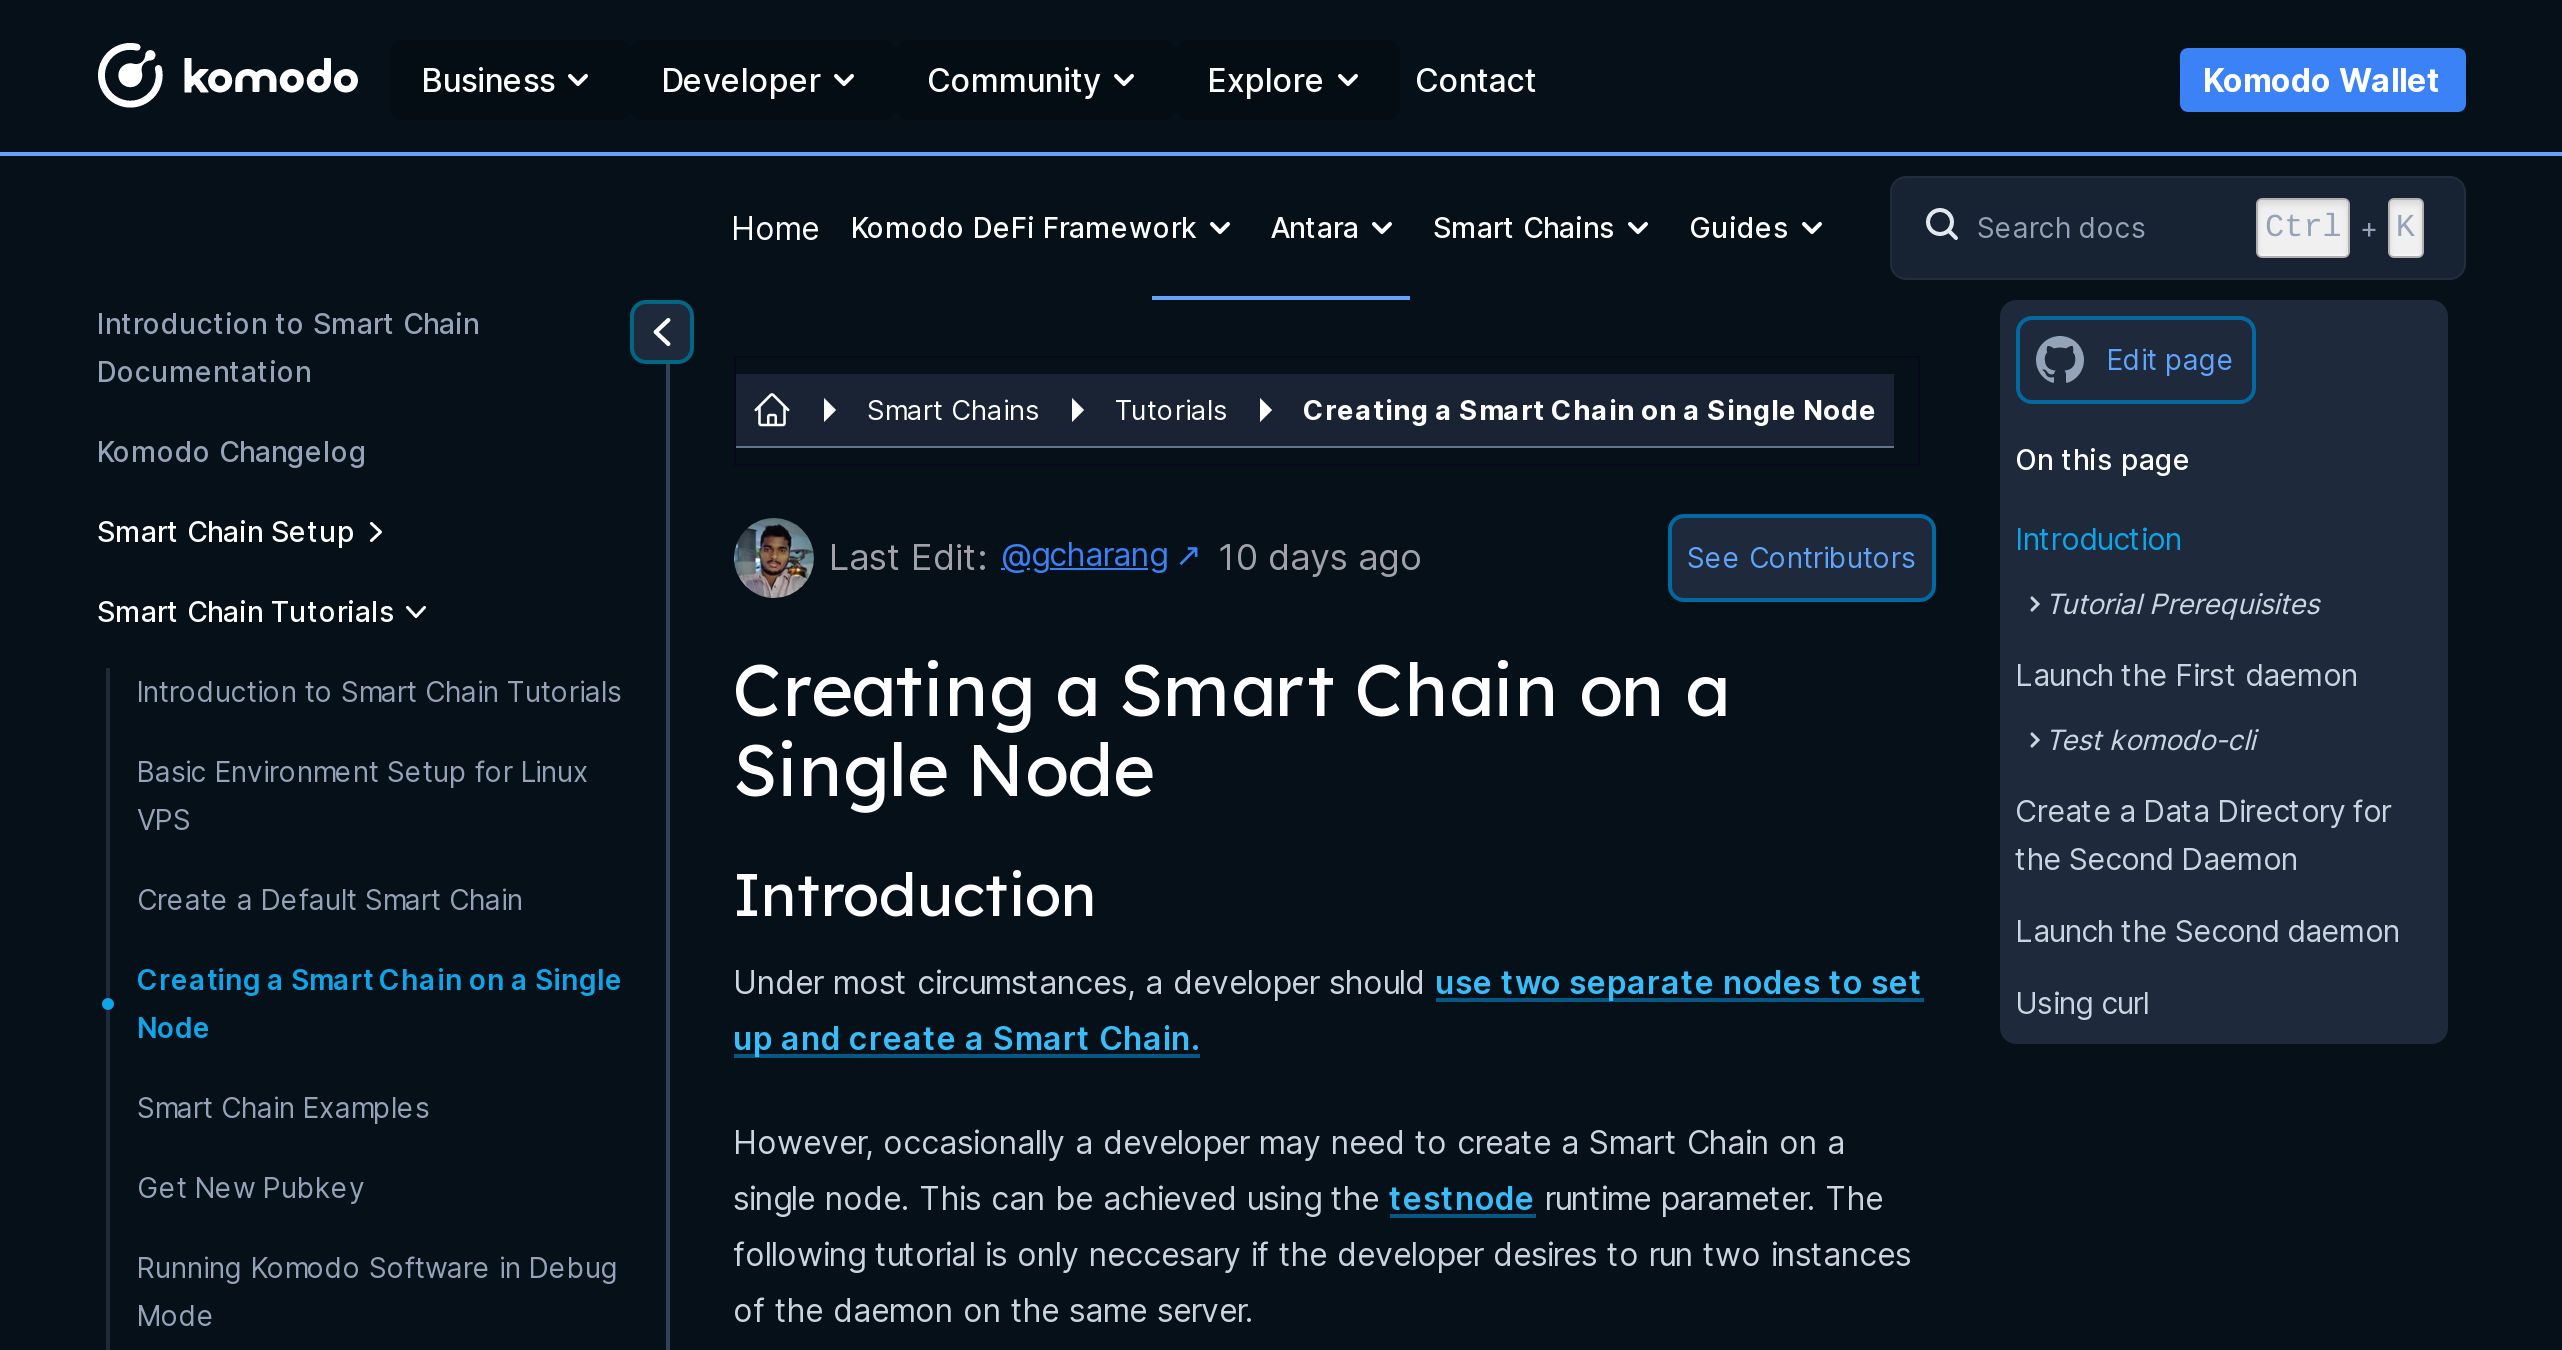 komodo
Business
Developer
Community
Explore
Contact
Komodo Wallet
Home
Komodo DeFi Framework
Antara
Smart Chains
Guides
Search docs
Ctrl + K
Introduction to Smart Chain
Documentation
Komodo Changelog
Smart Chain Setup
Smart Chain Tutorials
Introduction to Smart Chain Tutorials
Basic Environment Setup for Linux
VPS
Create a Default Smart Chain
Creating a Smart Chain on a Single
Node
Smart Chain Examples
Get New Pubkey
Running Komodo Software in Debug
Mode
Smart Chains
Tutorials
Creating a Smart Chain on a Single Node
Last Edit: @gcharang ↗ 10 days ago
See Contributors
Creating a Smart Chain on a
Single Node
Introduction
Under most circumstances, a developer should use two separate nodes to set
up and create a Smart Chain.
However, occasionally a developer may need to create a Smart Chain on a
single node. This can be achieved using the testnode runtime parameter. The
following tutorial is only neccesary if the developer desires to run two instances
of the daemon on the same server.
Edit page
On this page
Introduction
Tutorial Prerequisites
Launch the First daemon
Test komodo-cli
Create a Data Directory for
the Second Daemon
Launch the Second daemon
Using curl